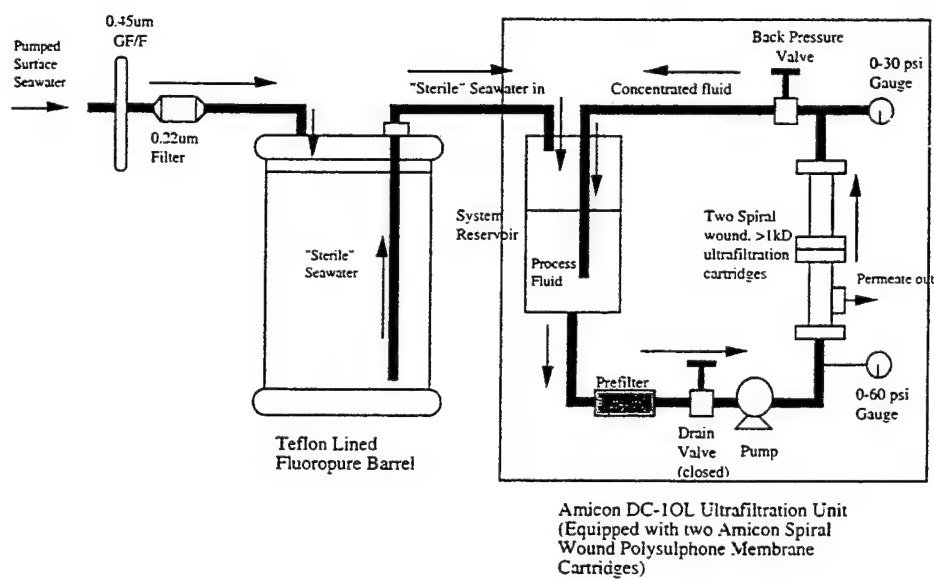 0.45um
GF/F
Pumped
Surface
Seawater
0.22um
Filter
"Sterile"
Seawater
Teflon Lined
Fluoropure Barrel
"Sterile" Seawater in
System
Reservoir
Process
Fluid
Concentrated fluid
Back Pressure
Valve
0-30 psi
Gauge
Two Spiral
wound. >1kD
ultrafiltration
cartridges
Permeate out
0-60 psi
Gauge
Prefilter
Drain
Valve
(closed)
Pump
Amicon DC-10L Ultrafiltration Unit
(Equipped with two Amicon Spiral
Wound Polysulphone Membrane
Cartridges)